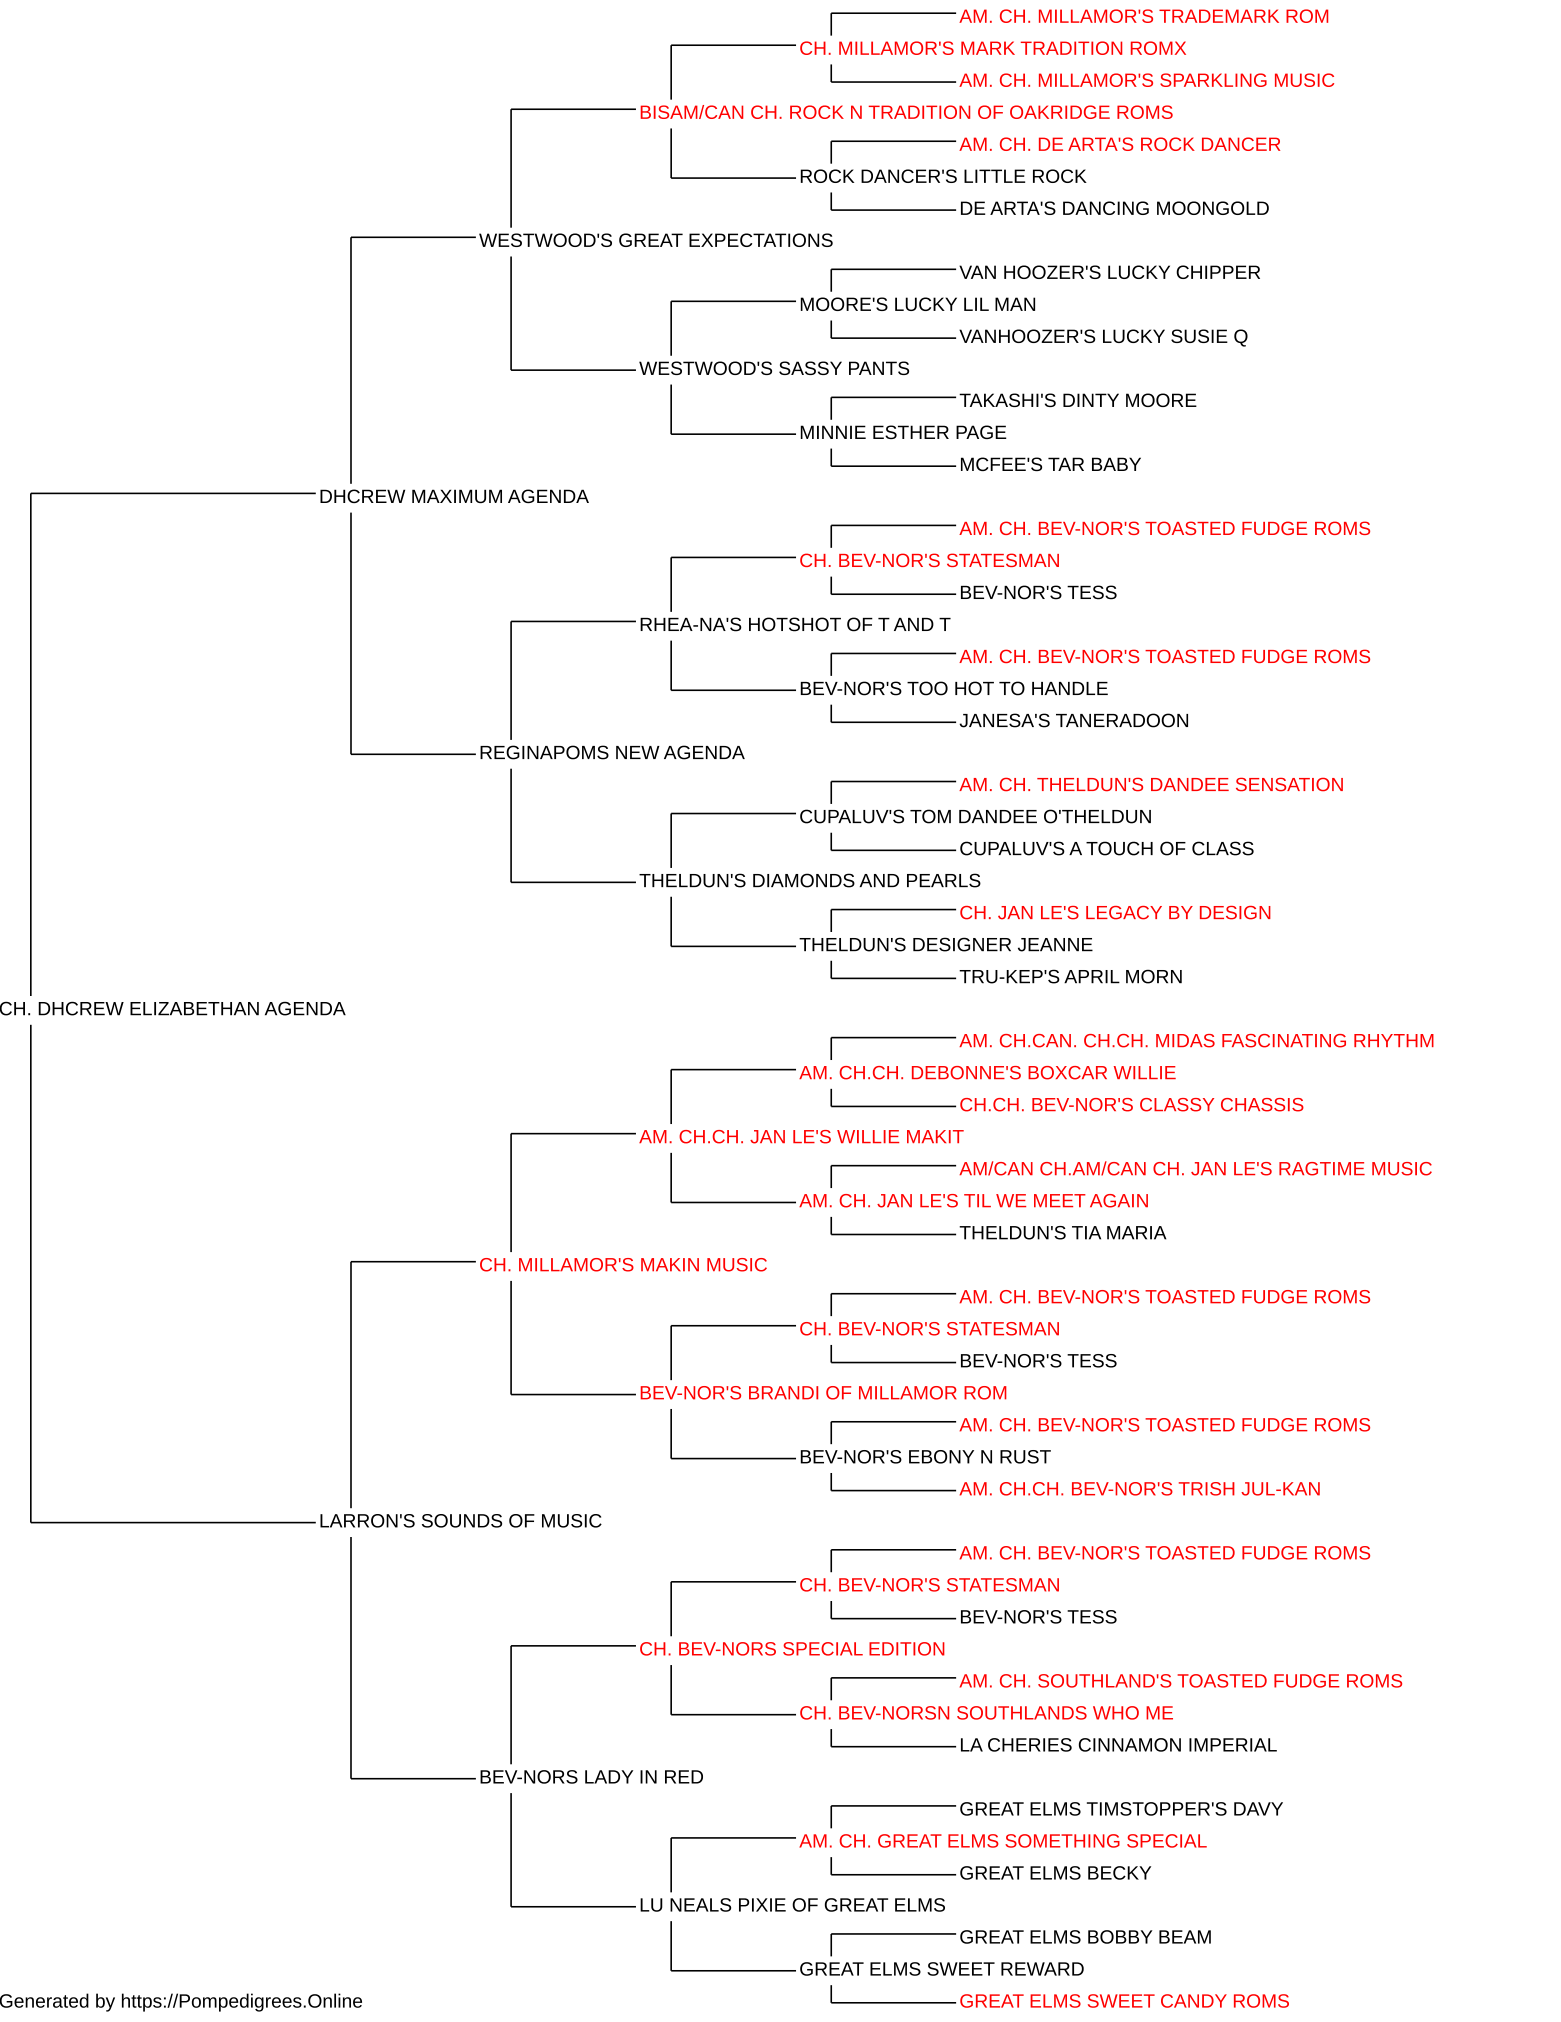 AM. CH. MILLAMOR'S TRADEMARK ROM
CH. MILLAMOR'S MARK TRADITION ROMX
AM. CH. MILLAMOR'S SPARKLING MUSIC
BISAM/CAN CH. ROCK N TRADITION OF OAKRIDGE ROMS
AM. CH. DE ARTA'S ROCK DANCER
ROCK DANCER'S LITTLE ROCK
DE ARTA'S DANCING MOONGOLD
WESTWOOD'S GREAT EXPECTATIONS
VAN HOOZER'S LUCKY CHIPPER
MOORE'S LUCKY LIL MAN
VANHOOZER'S LUCKY SUSIE Q
WESTWOOD'S SASSY PANTS
TAKASHI'S DINTY MOORE
MINNIE ESTHER PAGE
MCFEE'S TAR BABY
DHCREW MAXIMUM AGENDA
AM. CH. BEV-NOR'S TOASTED FUDGE ROMS
CH. BEV-NOR'S STATESMAN
BEV-NOR'S TESS
RHEA-NA'S HOTSHOT OF T AND T
AM. CH. BEV-NOR'S TOASTED FUDGE ROMS
BEV-NOR'S TOO HOT TO HANDLE
JANESA'S TANERADOON
REGINAPOMS NEW AGENDA
AM. CH. THELDUN'S DANDEE SENSATION
CUPALUV'S TOM DANDEE O'THELDUN
CUPALUV'S A TOUCH OF CLASS
THELDUN'S DIAMONDS AND PEARLS
CH. JAN LE'S LEGACY BY DESIGN
THELDUN'S DESIGNER JEANNE
TRU-KEP'S APRIL MORN
CH. DHCREW ELIZABETHAN AGENDA
AM. CH.CAN. CH.CH. MIDAS FASCINATING RHYTHM
AM. CH.CH. DEBONNE'S BOXCAR WILLIE
CH.CH. BEV-NOR'S CLASSY CHASSIS
AM. CH.CH. JAN LE'S WILLIE MAKIT
AM/CAN CH.AM/CAN CH. JAN LE'S RAGTIME MUSIC
AM. CH. JAN LE'S TIL WE MEET AGAIN
THELDUN'S TIA MARIA
CH. MILLAMOR'S MAKIN MUSIC
AM. CH. BEV-NOR'S TOASTED FUDGE ROMS
CH. BEV-NOR'S STATESMAN
BEV-NOR'S TESS
BEV-NOR'S BRANDI OF MILLAMOR ROM
AM. CH. BEV-NOR'S TOASTED FUDGE ROMS
BEV-NOR'S EBONY N RUST
AM. CH.CH. BEV-NOR'S TRISH JUL-KAN
LARRON'S SOUNDS OF MUSIC
AM. CH. BEV-NOR'S TOASTED FUDGE ROMS
CH. BEV-NOR'S STATESMAN
BEV-NOR'S TESS
CH. BEV-NORS SPECIAL EDITION
AM. CH. SOUTHLAND'S TOASTED FUDGE ROMS
CH. BEV-NORSN SOUTHLANDS WHO ME
LA CHERIES CINNAMON IMPERIAL
BEV-NORS LADY IN RED
GREAT ELMS TIMSTOPPER'S DAVY
AM. CH. GREAT ELMS SOMETHING SPECIAL
GREAT ELMS BECKY
LU NEALS PIXIE OF GREAT ELMS
GREAT ELMS BOBBY BEAM
GREAT ELMS SWEET REWARD
GREAT ELMS SWEET CANDY ROMS
Generated by https://Pompedigrees.Online